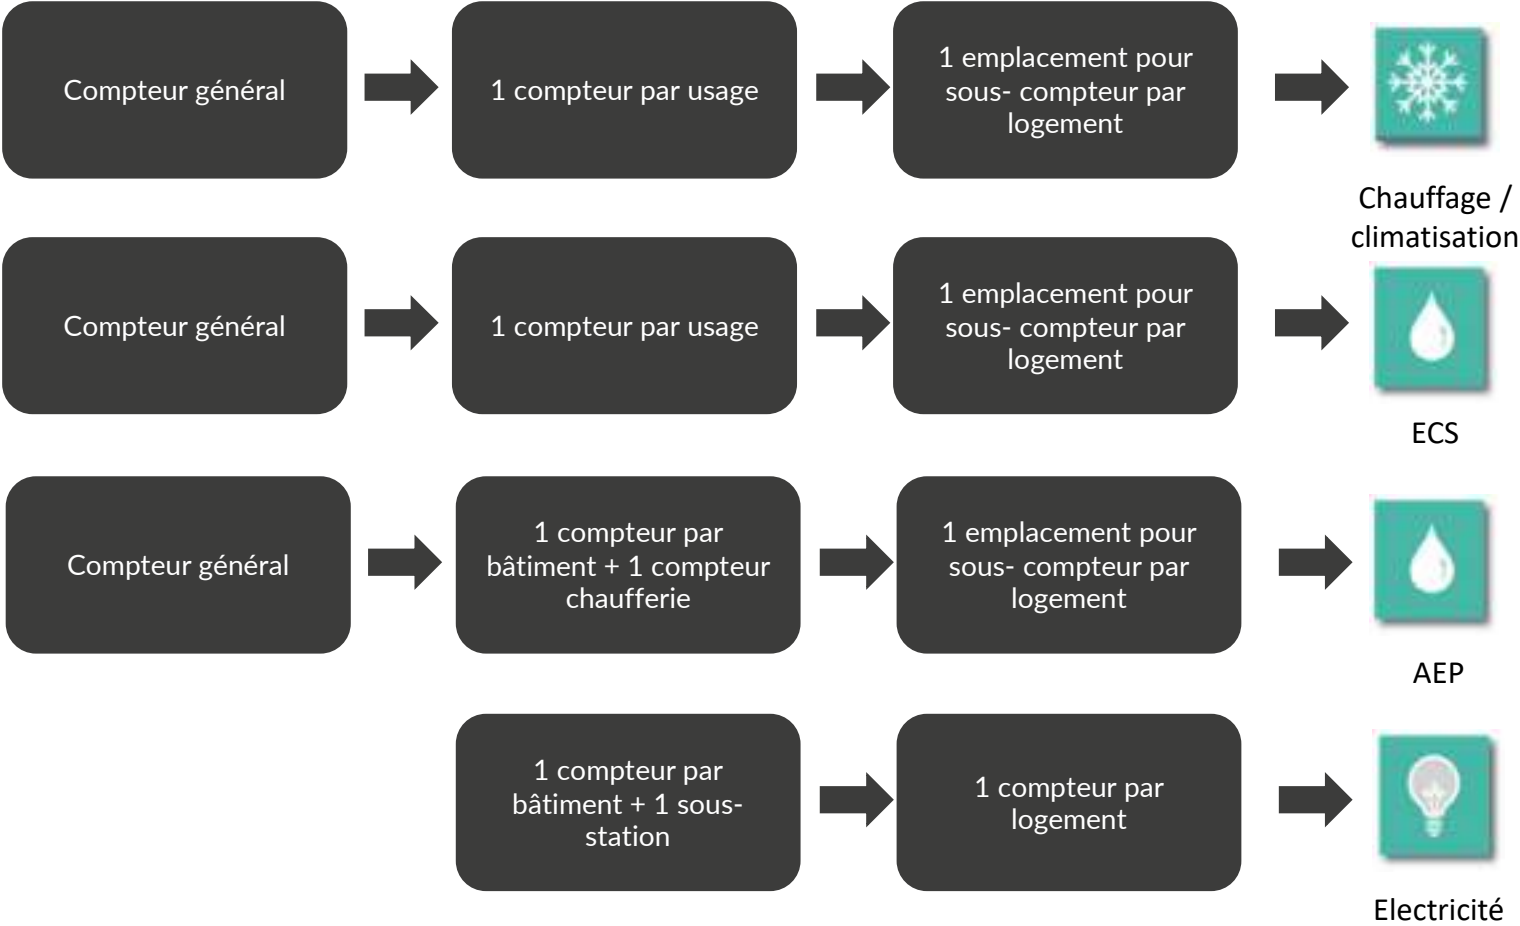 Compteur général
1 compteur par usage
1 emplacement pour
sous- compteur par
logement
Chauffage /
climatisation
Compteur général
1 compteur par usage
1 emplacement pour
sous- compteur par
logement
ECS
Compteur général
1 compteur par
bâtiment + 1 compteur
chaufferie
1 emplacement pour
sous- compteur par
logement
AEP
1 compteur par
bâtiment + 1 sous-
station
1 compteur par
logement
Electricité